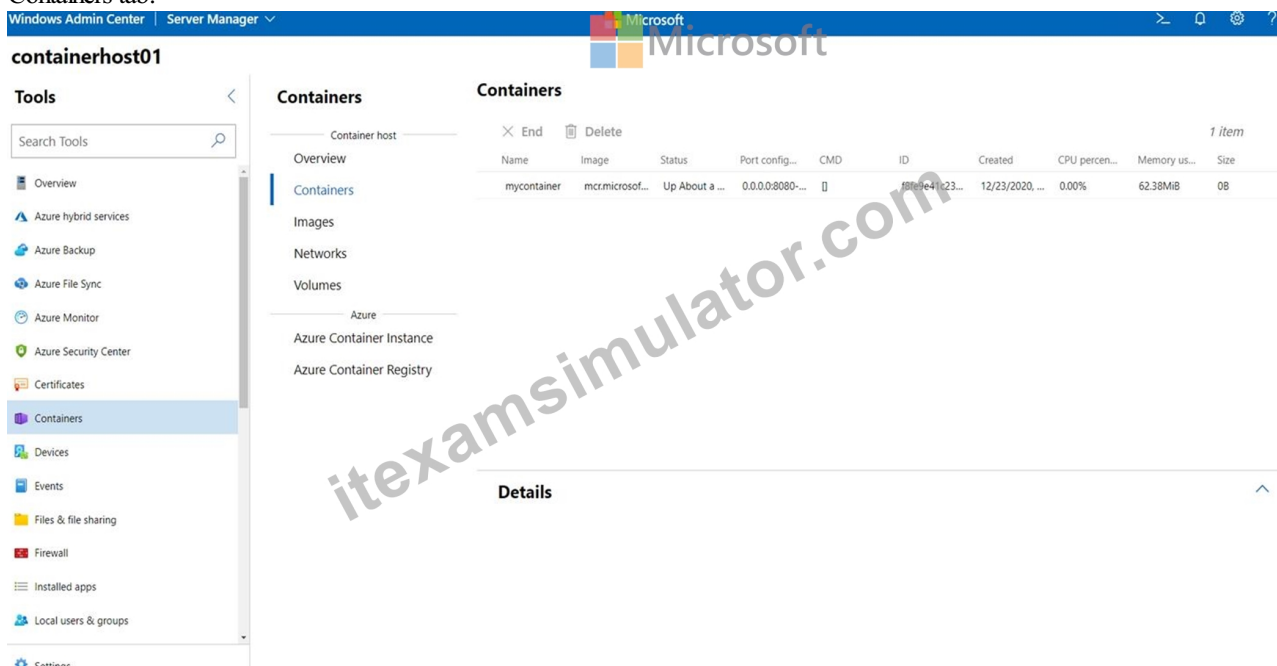 Containers tab:
Windows Admin Center | Server Manager
Microsoft
Microsoft
containerhost01
Tools
Search Tools
Overview
Azure hybrid services
Azure Backup
Azure File Sync
Azure Monitor
Azure Security Center
Certificates
Containers
Devices
Events
Files & file sharing
Firewall
Installed apps
Local users & groups
Settings
Containers
Container host
Overview
Containers
Images
Networks
Volumes
Azure
Azure Container Instance
Azure Container Registry
Containers
End Delete 1 item
Name Image Status Port config... CMD ID Created CPU percen... Memory us... Size
mycontainer mcr.microsof... Up About a ... 0.0.0.0:8080-... [] f8fe9e41c23... 12/23/2020, ... 0.00% 62.38MiB 0B
Details
itexamsimulator.com